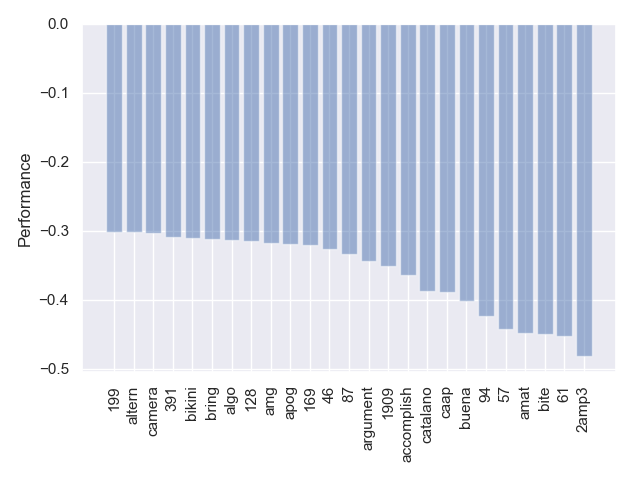 0.0
−0.1
−0.2
−0.3
−0.4
−0.5
Performance
199
altern
camera
391
bikini
bring
algo
128
amg
apog
169
46
87
argument
1909
accomplish
catalano
caap
buena
94
57
amat
bite
61
2amp3